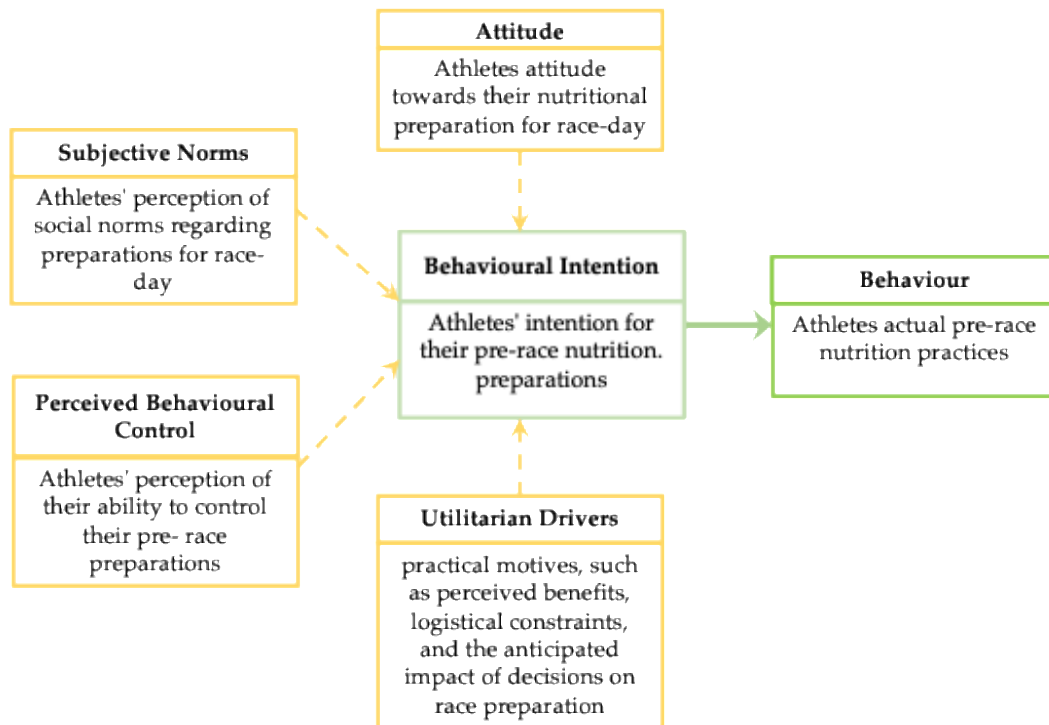 Attitude
Athletes attitude
towards their nutritional
preparation for race-day
Subjective Norms
Athletes' perception of
social norms regarding
preparations for race-
day
Behavioural Intention
Athletes' intention for
their pre-race nutrition.
preparations
Behaviour
Athletes actual pre-race
nutrition practices
Perceived Behavioural
Control
Athletes' perception of
their ability to control
their pre- race
preparations
Utilitarian Drivers
practical motives, such
as perceived benefits,
logistical constraints,
and the anticipated
impact of decisions on
race preparation